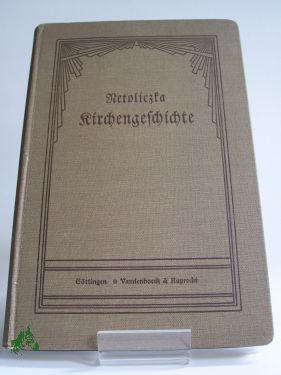 Netoliczka
Kirchengeschichte
Göttingen * Vandenhoeck & Ruprecht